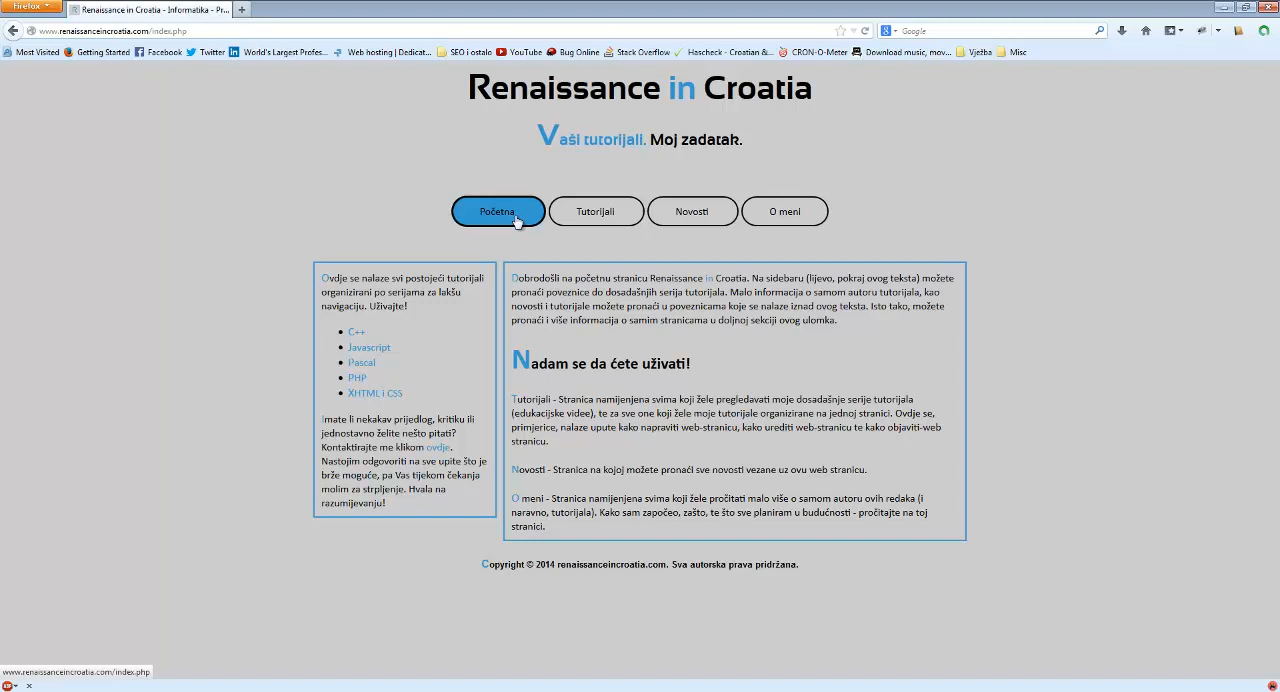 Firefox
Renaissance in Croatia - Informatika - Pr...
www.renaissanceincroatia.com/index.php
Google
Most Visited Getting Started Facebook Twitter World's Largest Profes... Web hosting | Dedicat... SEO i ostalo YouTube Bug Online Stack Overflow Hascheck - Croatian &... CRON-O-Meter Download music, mov... Vježba Misc
Renaissance in Croatia
Vaši tutorijali. Moj zadatak.
Početna Tutorijali Novosti O meni
Ovdje se nalaze svi postojeći tutorijali
organizirani po serijama za lakšu
navigaciju. Uživajte!
C++
Javascript
Pascal
PHP
XHTML i CSS
Imate li nekakav prijedlog, kritiku ili
jednostavno želite nešto pitati?
Kontaktirajte me klikom ovdje.
Nastojim odgovoriti na sve upite što je
brže moguće, pa Vas tijekom čekanja
molim za strpljenje. Hvala na
razumijevanju!
Dobrodošli na početnu stranicu Renaissance in Croatia. Na sidebaru (lijevo, pokraj ovog teksta) možete
pronaći poveznice do dosadašnjih serija tutorijala. Malo informacija o samom autoru tutorijala, kao
novosti i tutorijale možete pronaći u poveznicama koje se nalaze iznad ovog teksta. Isto tako, možete
pronaći i više informacija o samim stranicama u doljnoj sekciji ovog ulomka.
Nadam se da ćete uživati!
Tutorijali - Stranica namijenjena svima koji žele pregledavati moje dosadašnje serije tutorijala
(edukacijske videe), te za sve one koji žele moje tutorijale organizirane na jednoj stranici. Ovdje se,
primjerice, nalaze upute kako napraviti web-stranicu, kako urediti web-stranicu te kako objaviti-web
stranicu.
Novosti - Stranica na kojoj možete pronaći sve novosti vezane uz ovu web stranicu.
O meni - Stranica namijenjena svima koji žele pročitati malo više o samom autoru ovih redaka (i
naravno, tutorijala). Kako sam započeo, zašto, te što sve planiram u budućnosti - pročitajte na toj
stranici.
Copyright © 2014 renaissanceincroatia.com. Sva autorska prava pridržana.
www.renaissanceincroatia.com/index.php